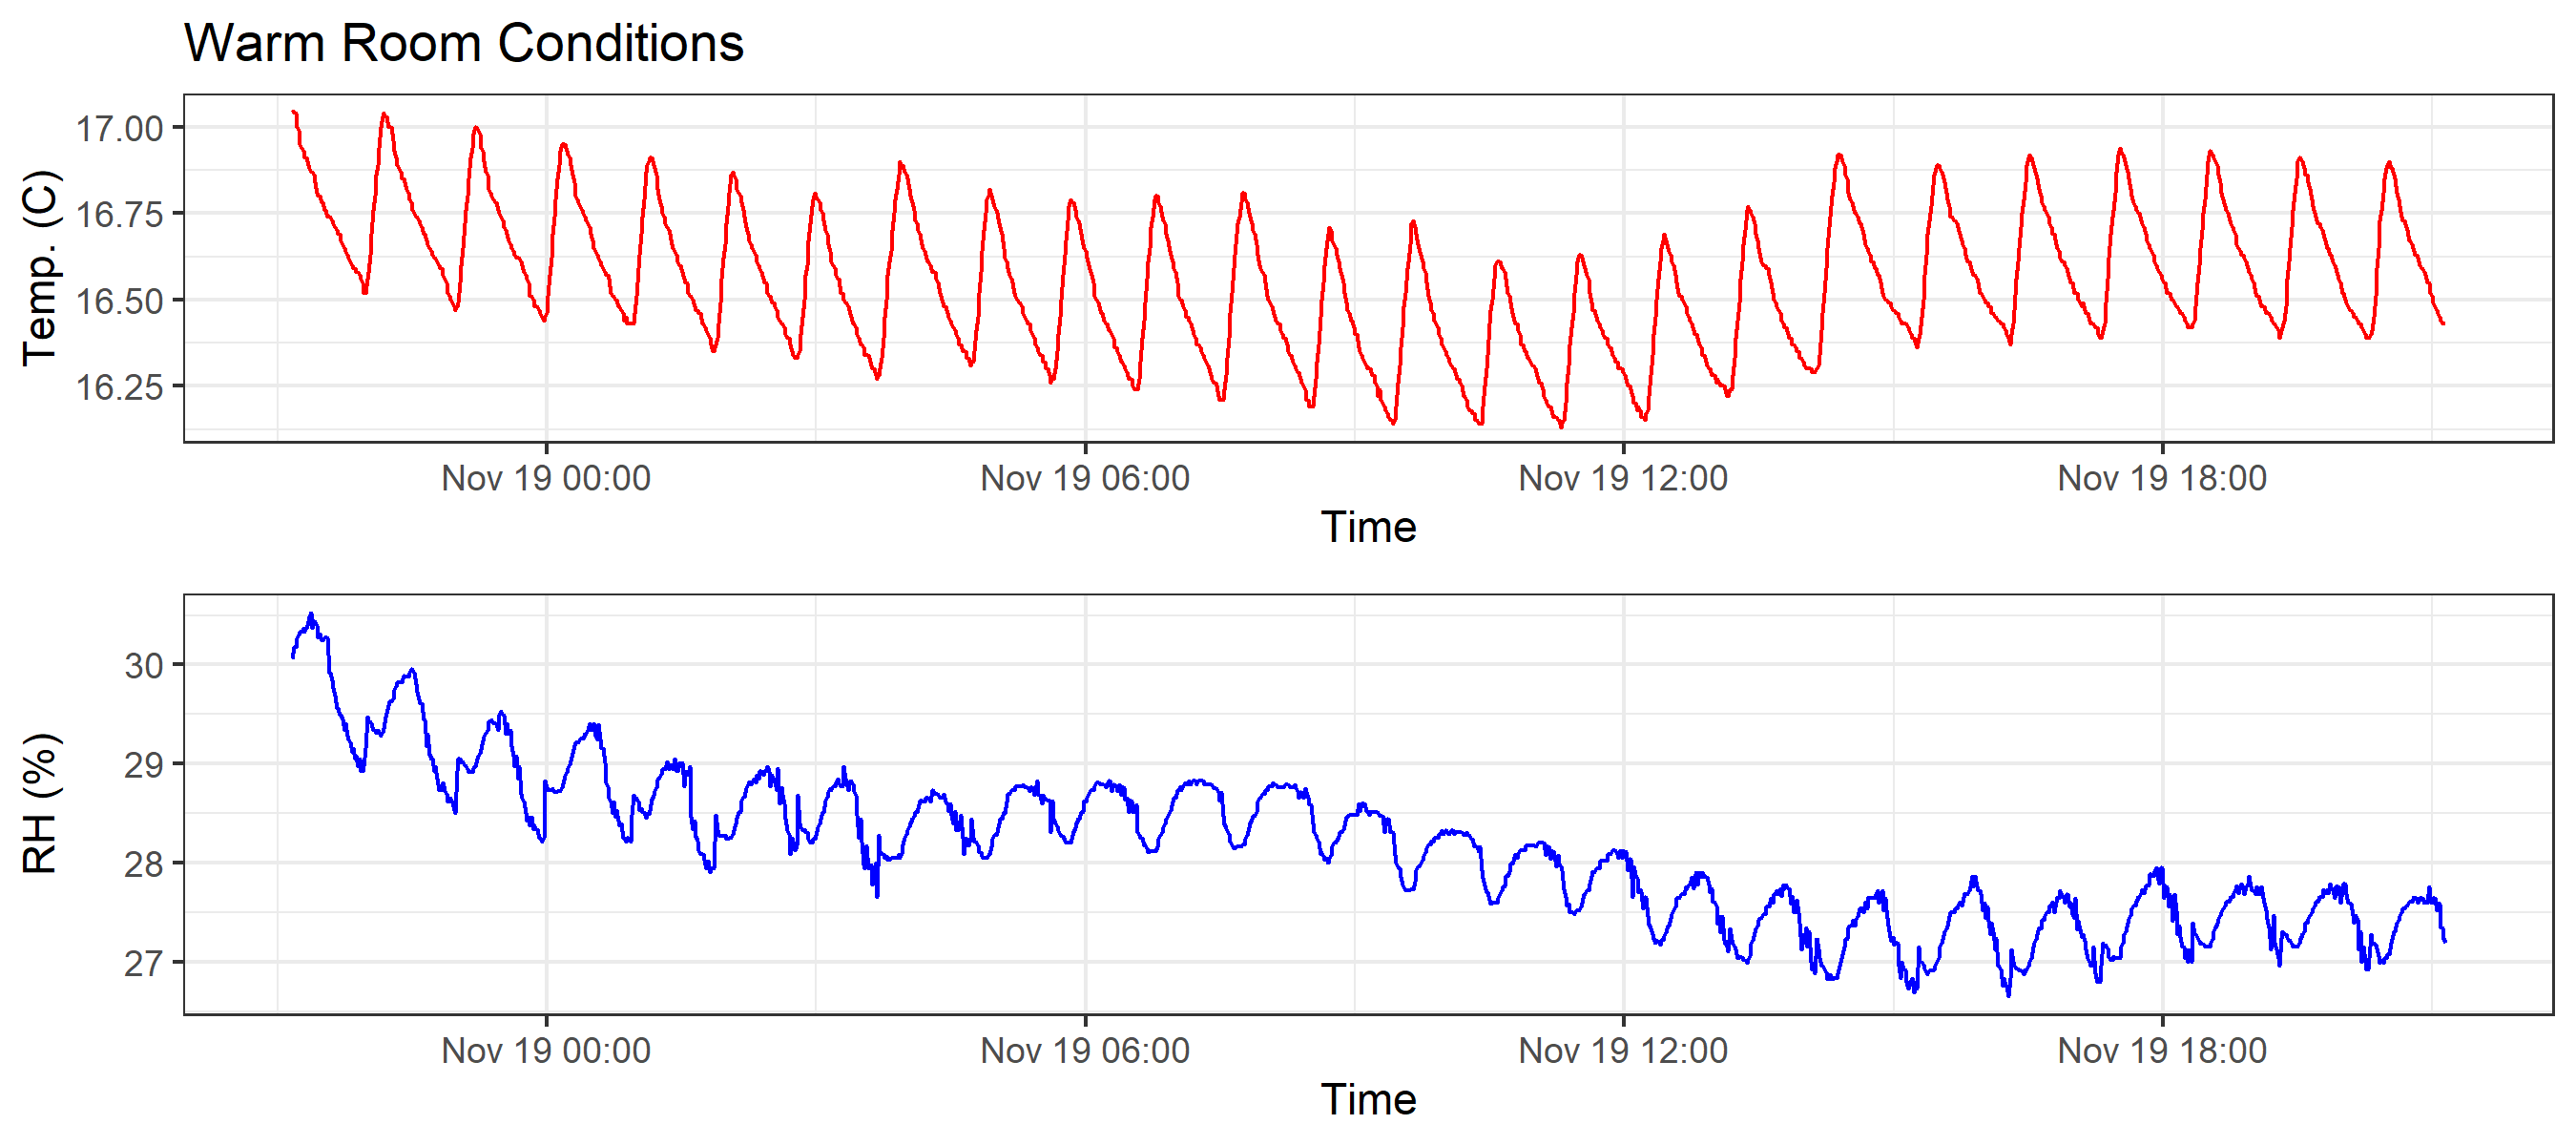 Warm Room Conditions
Temp. (C)
17.00
16.75
16.50
16.25
Nov 19 00:00 Nov 19 06:00 Nov 19 12:00 Nov 19 18:00
Time
RH (%)
30
29
28
27
Nov 19 00:00 Nov 19 06:00 Nov 19 12:00 Nov 19 18:00
Time